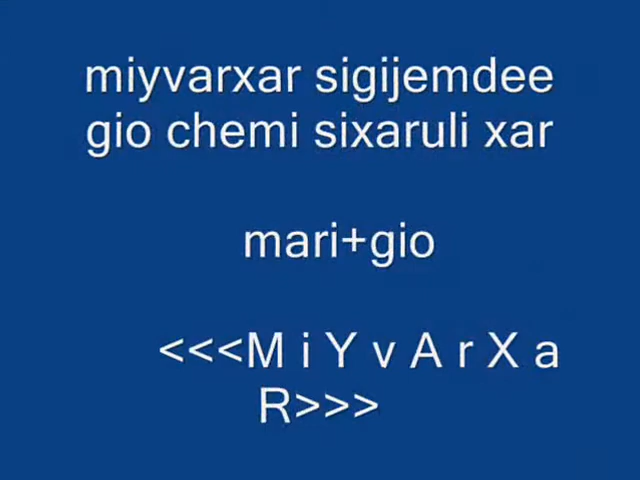 miyvarxar sigijemdee
gio chemi sixaruli xar
mari+gio
<<<M i Y v A r X a
R>>>